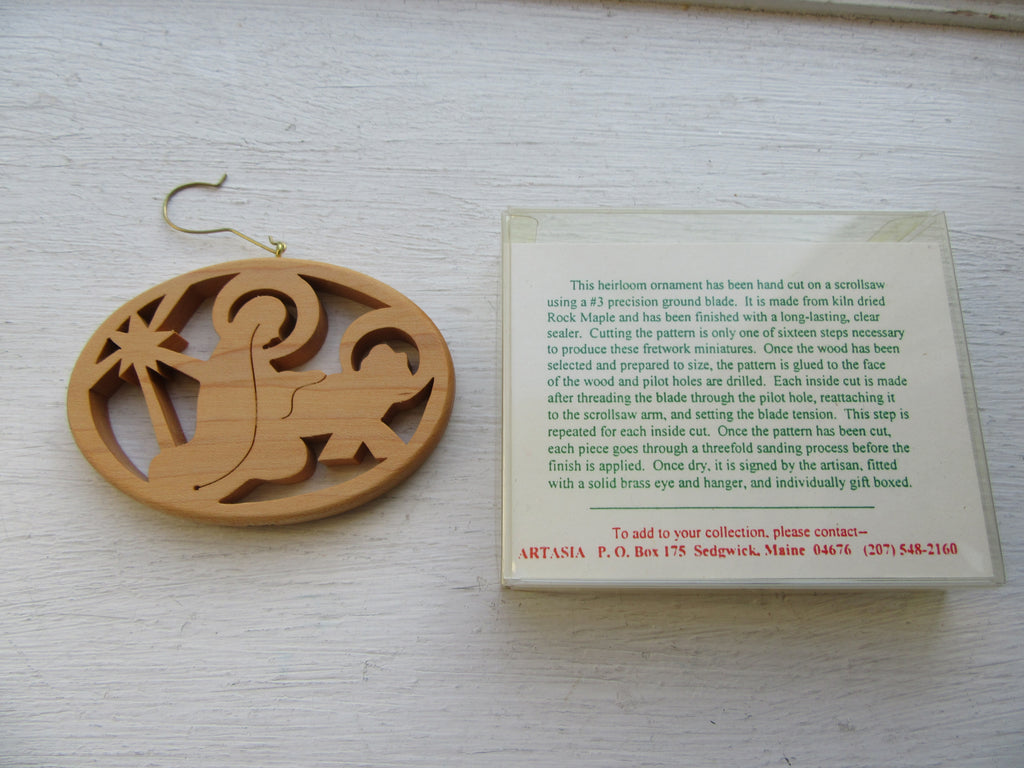 This heirloom ornament has been hand cut on a scrollsaw
using a #3 precision ground blade. It is made from kiln dried
Rock Maple and has been finished with a long-lasting, clear
sealer. Cutting the pattern is only one of sixteen steps necessary
to produce these fretwork miniatures. Once the wood has been
selected and prepared to size, the pattern is glued to the face
of the wood and pilot holes are drilled. Each inside cut is made
after threading the blade through the pilot hole, reattaching it
to the scrollsaw arm, and setting the blade tension. This step is
repeated for each inside cut. Once the pattern has been cut,
each piece goes through a threefold sanding process before the
finish is applied. Once dry, it is signed by the artisan, fitted
with a solid brass eye and hanger, and individually gift boxed.
To add to your collection, please contact--
ARTASIA P. O. Box 175 Sedgwick, Maine 04676 (207) 548-2160